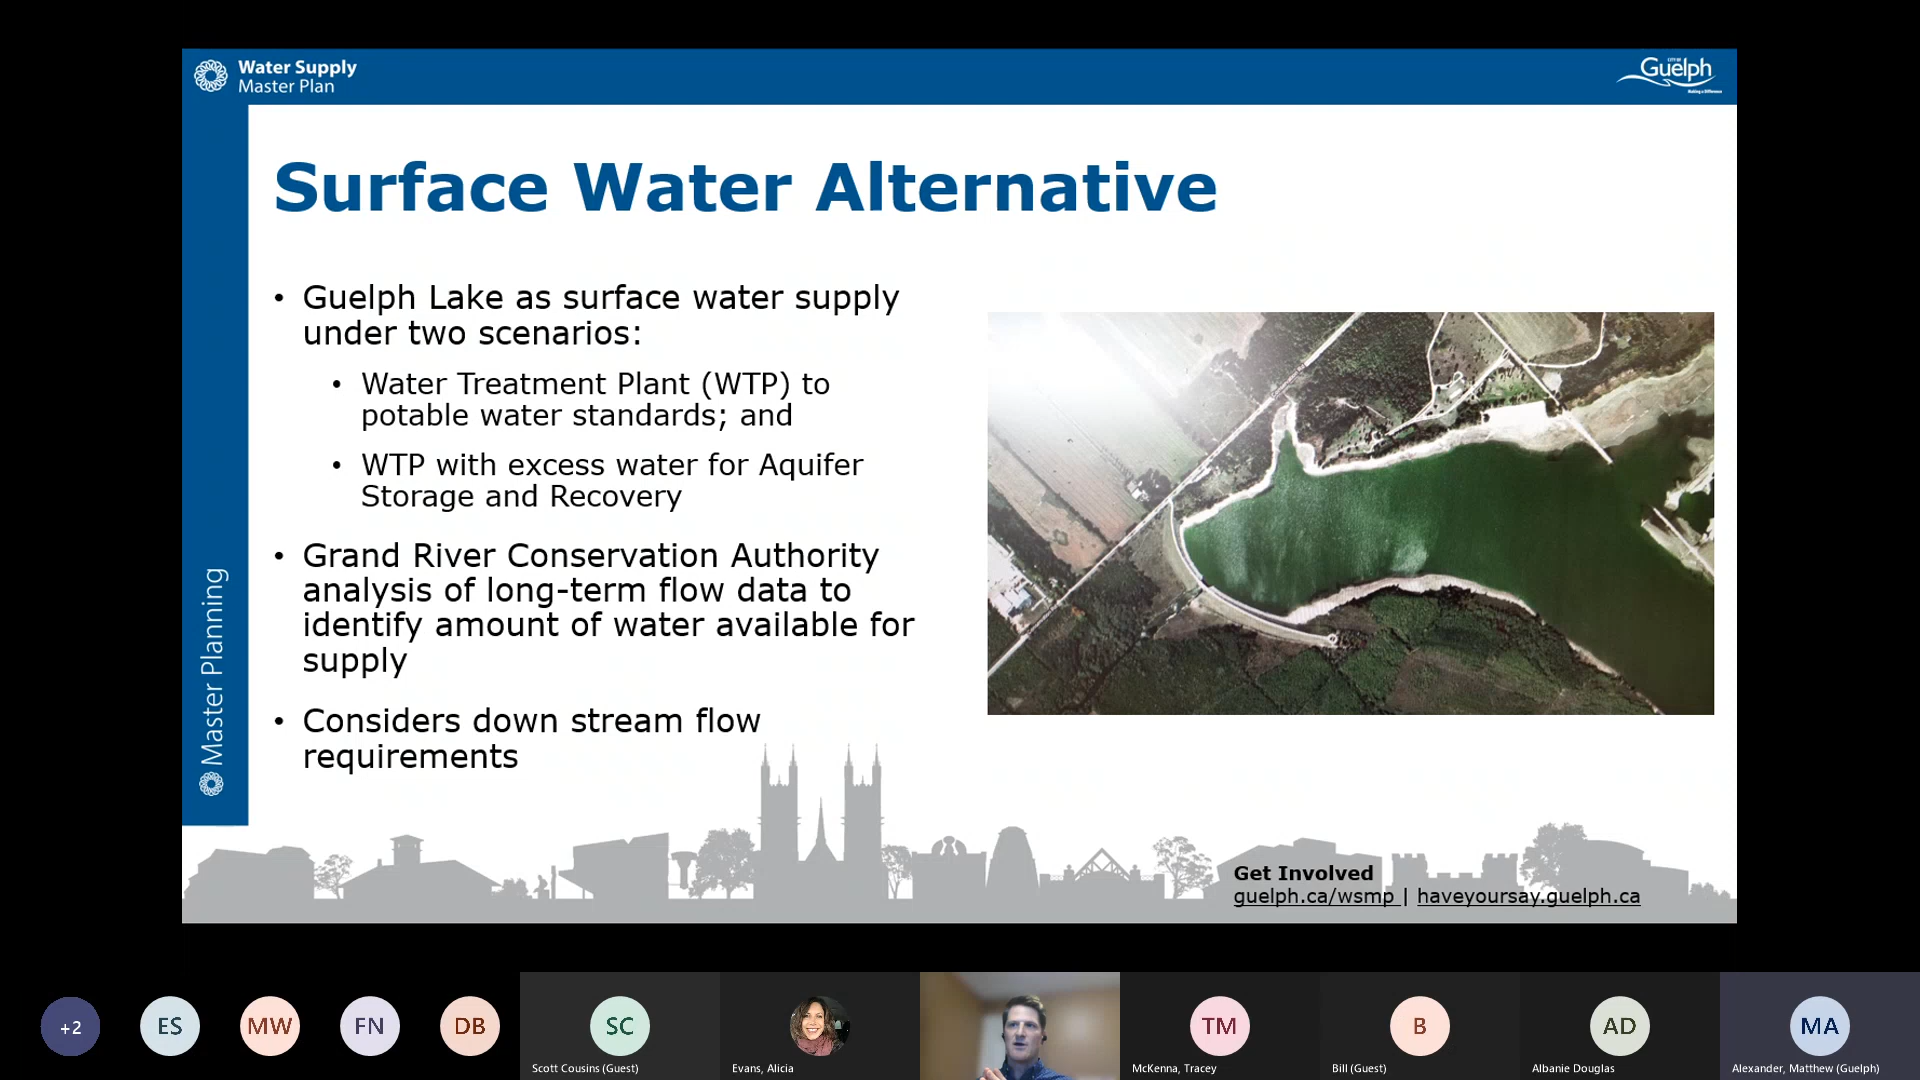 Water Supply
Master Plan
CITY OF
Guelph
Making a Difference
Surface Water Alternative
• Guelph Lake as surface water supply
under two scenarios:
• Water Treatment Plant (WTP) to
potable water standards; and
• WTP with excess water for Aquifer
Storage and Recovery
• Grand River Conservation Authority
analysis of long-term flow data to
identify amount of water available for
supply
• Considers down stream flow
requirements
Master Planning
Get Involved
guelph.ca/wsmp | haveyoursay.guelph.ca
+2
ES
MW
FN
DB
SC
Scott Cousins (Guest)
Evans, Alicia
TM
McKenna, Tracey
B
Bill (Guest)
AD
Albanie Douglas
MA
Alexander, Matthew (Guelph)